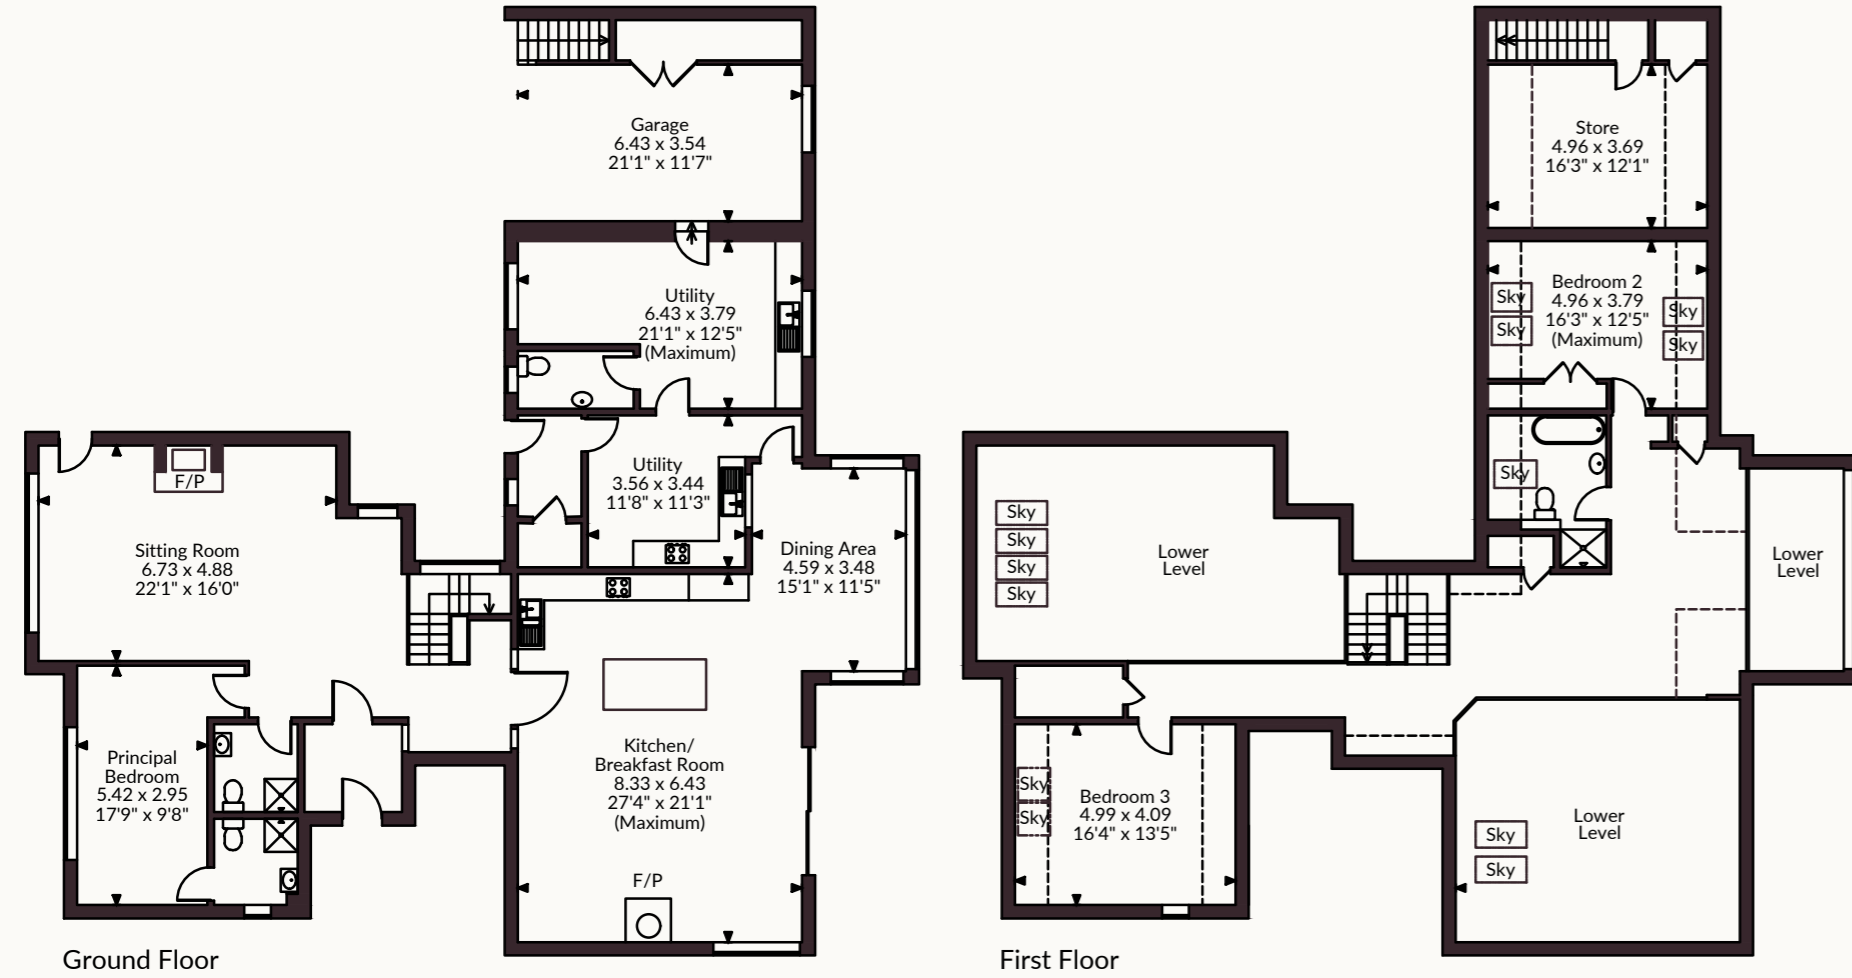 Garage
6.43 x 3.54
21'1" x 11'7"
Utility
6.43 x 3.79
21'1" x 12'5"
(Maximum)
Utility
3.56 x 3.44
11'8" x 11'3"
F/P
Sitting Room
6.73 x 4.88
22'1" x 16'0"
Dining Area
4.59 x 3.48
15'1" x 11'5"
Principal
Bedroom
5.42 x 2.95
17'9" x 9'8"
Kitchen/
Breakfast Room
8.33 x 6.43
27'4" x 21'1"
(Maximum)
F/P
Ground Floor
Store
4.96 x 3.69
16'3" x 12'1"
Bedroom 2
4.96 x 3.79
16'3" x 12'5"
(Maximum)
Sky
Sky
Sky
Sky
Sky
Sky
Sky
Sky
Sky
Lower
Level
Lower
Level
Sky
Sky
Bedroom 3
4.99 x 4.09
16'4" x 13'5"
Lower
Level
Sky
Sky
First Floor